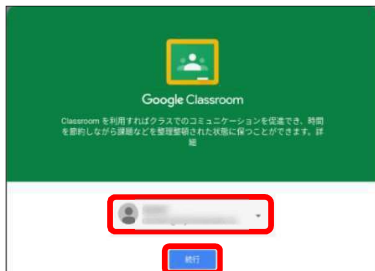 Google Classroom
Classroom を利用すればクラスでのコミュニケーションを促進でき、時間
を節約しながら課題などを整理整頓された状態に保つことができます。詳
細
続行